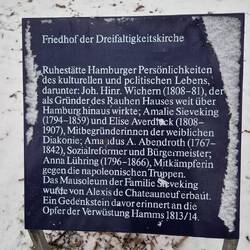 Friedhof der Dreifaltigkeitskirche
Ruhestätte Hamburger Persönlichkeiten
des kulturellen und politischen Lebens,
darunter: Joh. Hinr. Wichern (1808–81), der
als Gründer des Rauhen Hauses weit über
Hamburg hinaus wirkte; Amalie Sieveking
(1794–1859) und Elise Averdieck (1808–
1907), Mitbegründerinnen der weiblichen
Diakonie; Amadus A. Abendroth (1767–
1842), Sozialreformer und Bürgermeister;
Anna Lühring (1796–1866), Mitkämpferin
gegen die napoleonischen Truppen.
Das Mausoleum der Familie Sieveking
wurde von Alexis de Chateauneuf erbaut.
Ein Gedenkstein davor erinnert an die
Opfer der Verwüstung Hamms 1813/14.